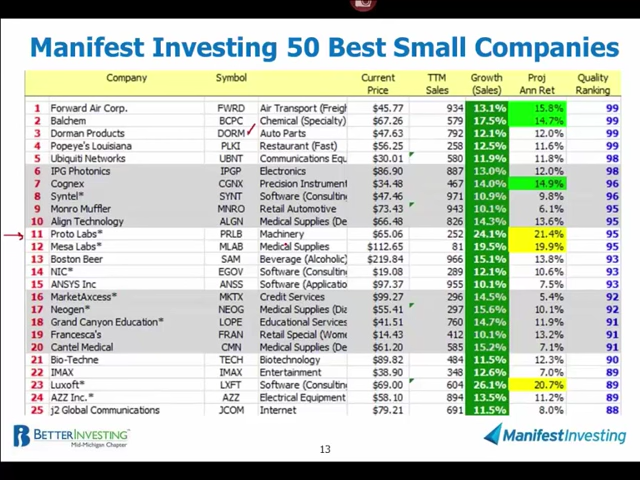 Manifest Investing 50 Best Small Companies
Company Symbol Current Price TTM Sales Growth (Sales) Proj Ann Ret Quality Ranking
1 Forward Air Corp. FWRD Air Transport (Freigh $45.77 934 13.1% 15.8% 99
2 Balchem BCPC Chemical (Specialty) $67.26 579 17.5% 14.7% 99
3 Dorman Products DORM Auto Parts $47.63 792 12.1% 12.0% 99
4 Popeye's Louisiana PLKI Restaurant (Fast) $56.25 258 12.5% 11.6% 99
5 Ubiquiti Networks UBNT Communications Equ $30.01 580 11.9% 11.8% 98
6 IPG Photonics IPGP Electronics $86.90 887 13.0% 12.0% 98
7 Cognex CGNX Precision Instrument $34.48 467 14.0% 14.9% 96
8 Syntel* SYNT Software (Consulting $47.46 971 10.9% 9.8% 96
9 Monro Muffler MNRO Retail Automotive $73.43 943 10.1% 6.1% 95
10 Align Technology ALGN Medical Supplies (De $66.48 829 14.3% 13.6% 95
11 Proto Labs* PRLB Machinery $65.06 252 24.1% 21.4% 95
12 Mesa Labs* MLAB Medical Supplies $112.65 81 19.5% 19.9% 95
13 Boston Beer SAM Beverage (Alcoholic) $219.84 966 15.1% 13.8% 93
14 NIC* EGOV Software (Consulting $19.08 289 12.1% 10.6% 93
15 ANSYS Inc ANSS Software (Consulting $97.37 955 10.1% 7.5% 93
16 MarketAxcess* MKTX Credit Services $99.27 296 14.5% 5.4% 92
17 Neogen* NEOG Medical Supplies (Dia $55.41 297 15.6% 10.1% 92
18 Grand Canyon Education* LOPE Educational Services $41.51 760 14.7% 11.9% 91
19 Francesca's FRAN Retail Special (Wome $14.43 412 10.1% 13.2% 91
20 Cantel Medical CMN Medical Supplies (De $53.90 575 15.2% 7.1% 91
21 Bio-Techne TECH Biotechnology $89.82 484 11.5% 12.3% 90
22 IMAX IMAX Entertainment $38.90 348 12.6% 7.0% 89
23 Luxoft* LXFT Software (Consulting $69.00 604 26.1% 20.7% 89
24 AZZ Inc.* AZZ Electrical Equipment $58.10 894 13.5% 11.2% 89
25 j2 Global Communications JCOM Internet $79.21 691 11.5% 8.0% 88
BETTERINVESTING™
Mid-Michigan Chapter
13
ManifestInvesting